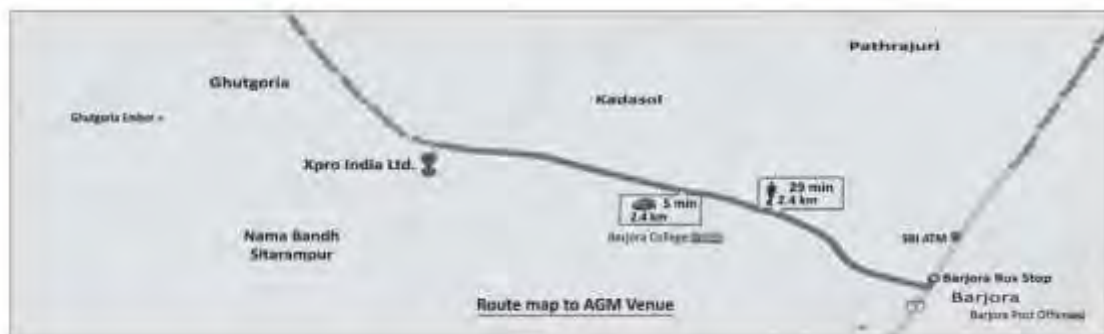 Pathrajuri
Ghutgoria
Kadasol
Ghutgoria
Xpro India Ltd.
29 min
2.4 km
5 min
2.4 km
Barjora College
Nama Bandh
Sitarampur
SBI ATM
Barjora Bus Stop
Barjora
Barjora Post Office
Route map to AGM Venue